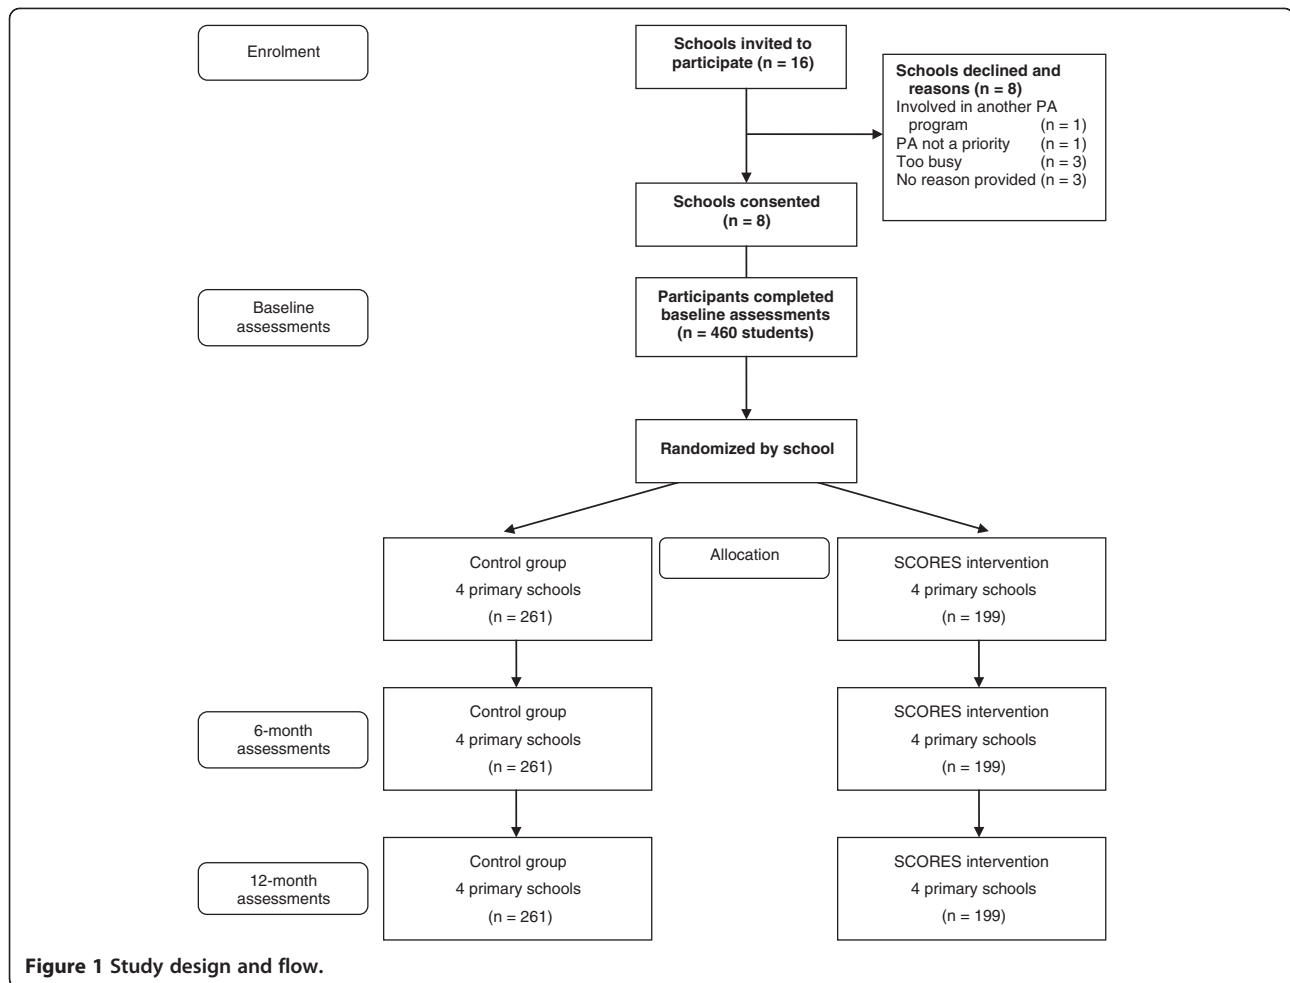 Enrolment
Schools invited to
participate (n = 16)
Schools declined and
reasons (n = 8)
Involved in another PA
program (n = 1)
PA not a priority (n = 1)
Too busy (n = 3)
No reason provided (n = 3)
Schools consented
(n = 8)
Baseline
assessments
Participants completed
baseline assessments
(n = 460 students)
Randomized by school
Control group
4 primary schools
(n = 261)
Allocation
SCORES intervention
4 primary schools
(n = 199)
6-month
assessments
Control group
4 primary schools
(n = 261)
SCORES intervention
4 primary schools
(n = 199)
12-month
assessments
Control group
4 primary schools
(n = 261)
SCORES intervention
4 primary schools
(n = 199)
Figure 1 Study design and flow.